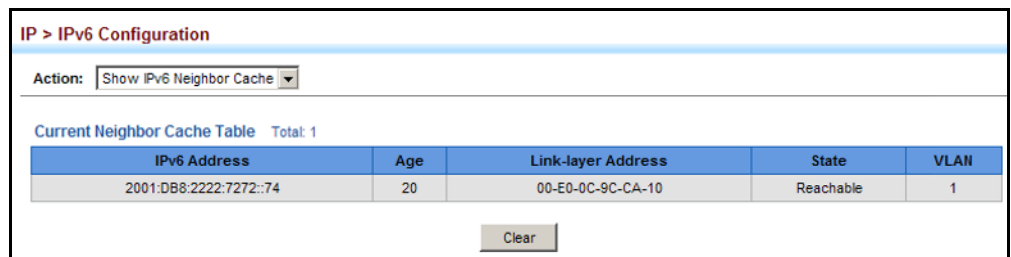 IP > IPv6 Configuration
Action: Show IPv6 Neighbor Cache
Current Neighbor Cache Table Total: 1
IPv6 Address Age Link-layer Address State VLAN
2001:DB8:2222:7272::74 20 00-E0-0C-9C-CA-10 Reachable 1
Clear